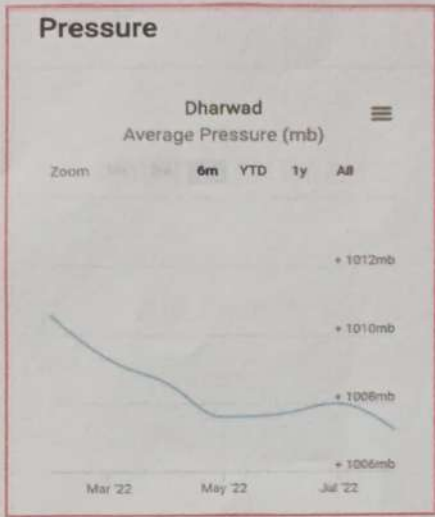 Pressure
Dharwad
Average Pressure (mb)
Zoom 6m YTD 1y All
+ 1012mb
+ 1010mb
+ 1008mb
+ 1006mb
Mar '22 May '22 Jul '22